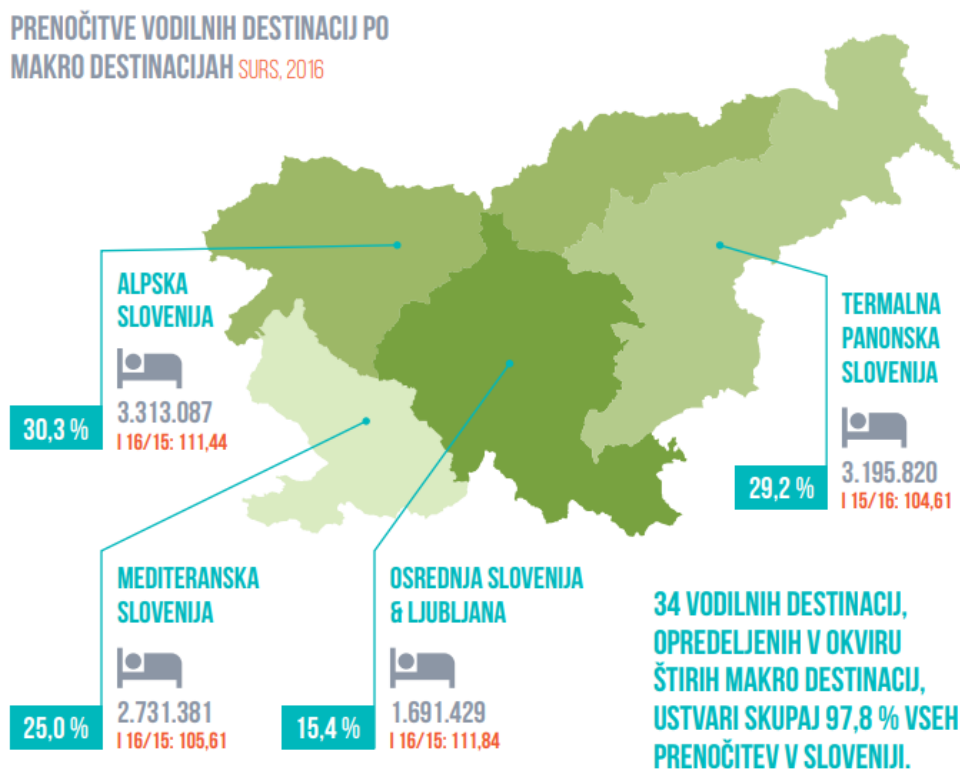 PRENOČITVE VODILNIH DESTINACIJ PO
MAKRO DESTINACIJAH SURS, 2016
ALPSKA
SLOVENIJA
30,3 %
3.313.087
I 16/15: 111,44
TERMALNA
PANONSKA
SLOVENIJA
29,2 %
3.195.820
I 15/16: 104,61
MEDITERANSKA
SLOVENIJA
25,0 %
2.731.381
I 16/15: 105,61
OSREDNJA SLOVENIJA
& LJUBLJANA
15,4 %
1.691.429
I 16/15: 111,84
34 VODILNIH DESTINACIJ,
OPREDELJENIH V OKVIRU
ŠTIRIH MAKRO DESTINACIJ,
USTVARI SKUPAJ 97,8 % VSEH
PRENOČITEV V SLOVENIJI.